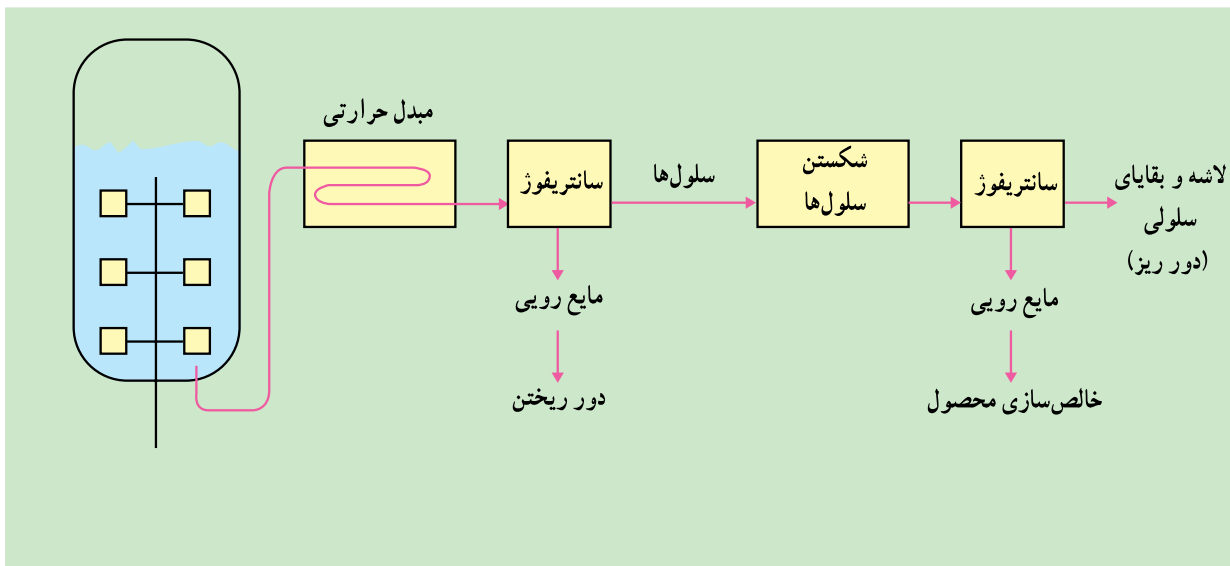 مبدل حرارتی
سانتریفوژ
مایع رویی
دور ریختن
سلول‌ها
شکستن
سلول‌ها
سانتریفوژ
مایع رویی
خالص‌سازی محصول
لاشه و بقایای
سلولی
(دور ریز)